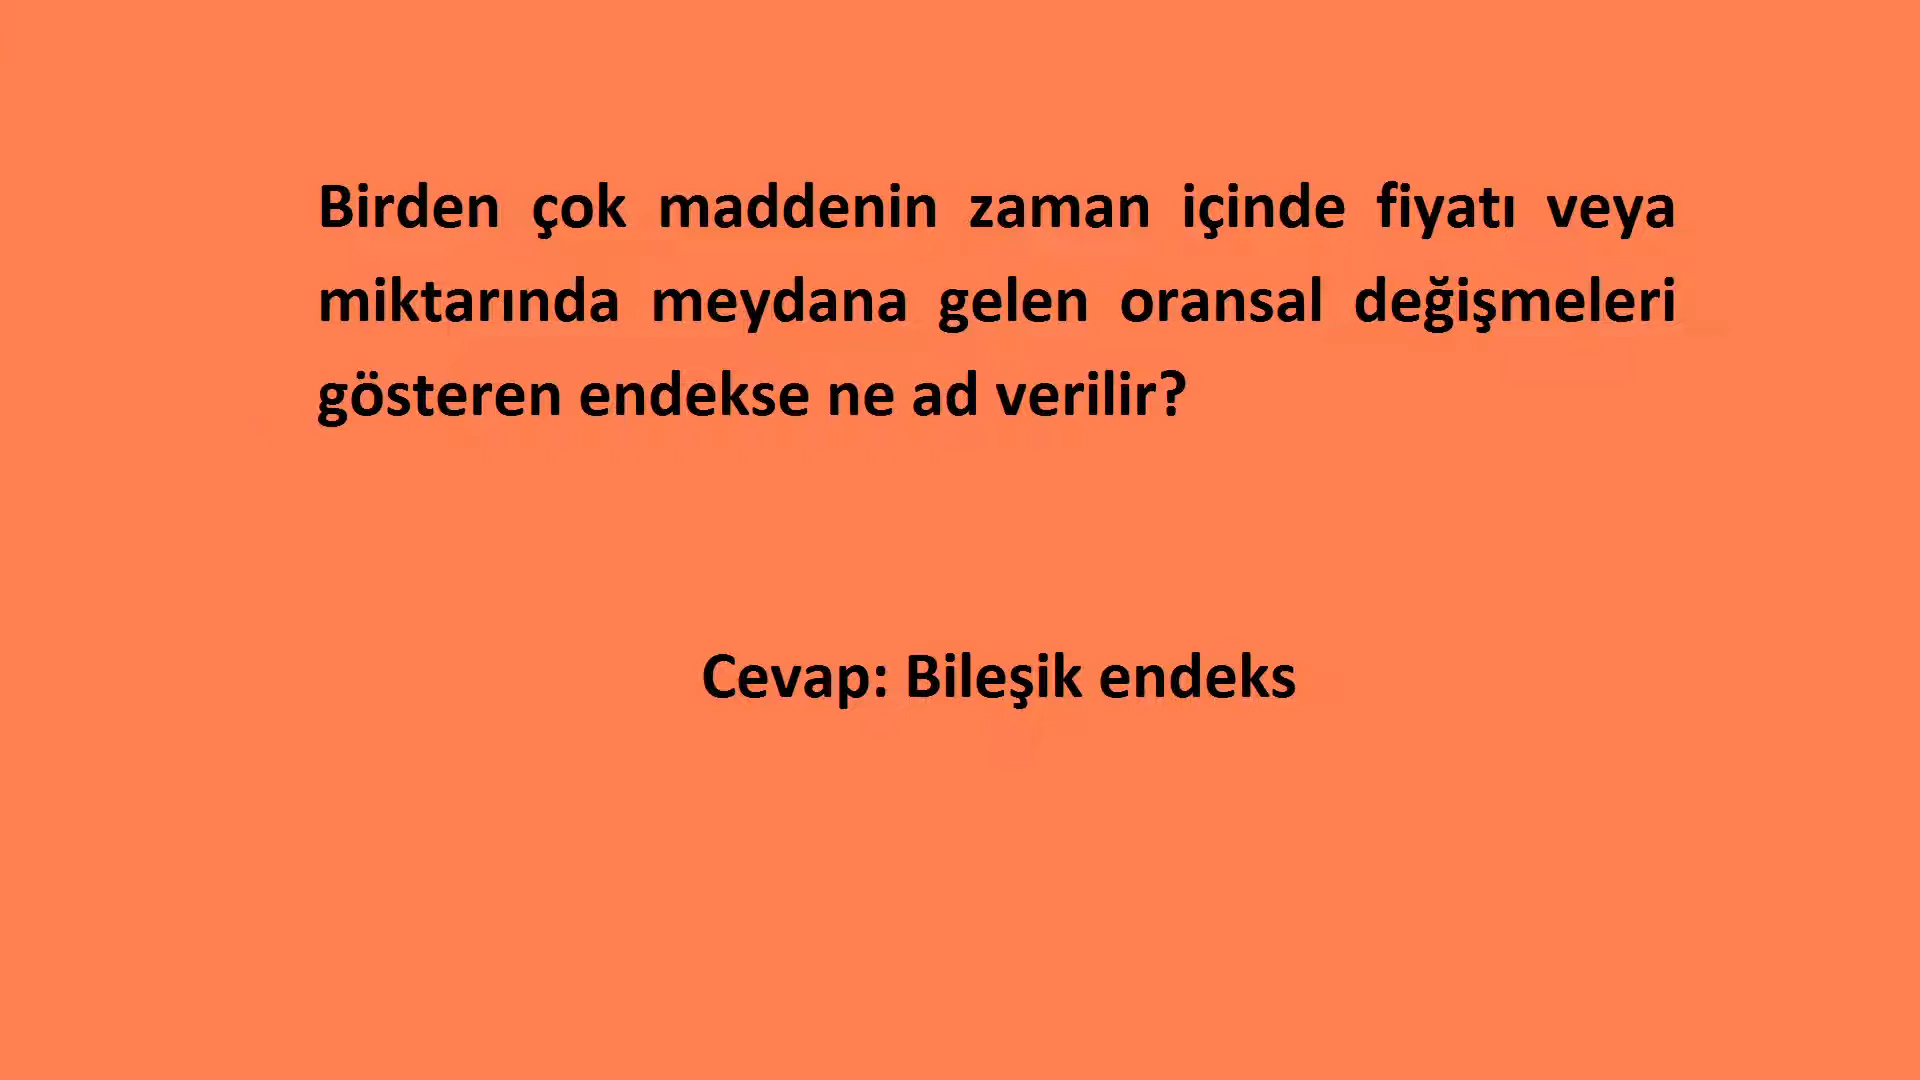 Birden çok maddenin zaman içinde fiyatı veya
miktarında meydana gelen oransal değişmeleri
gösteren endekse ne ad verilir?
Cevap: Bileşik endeks